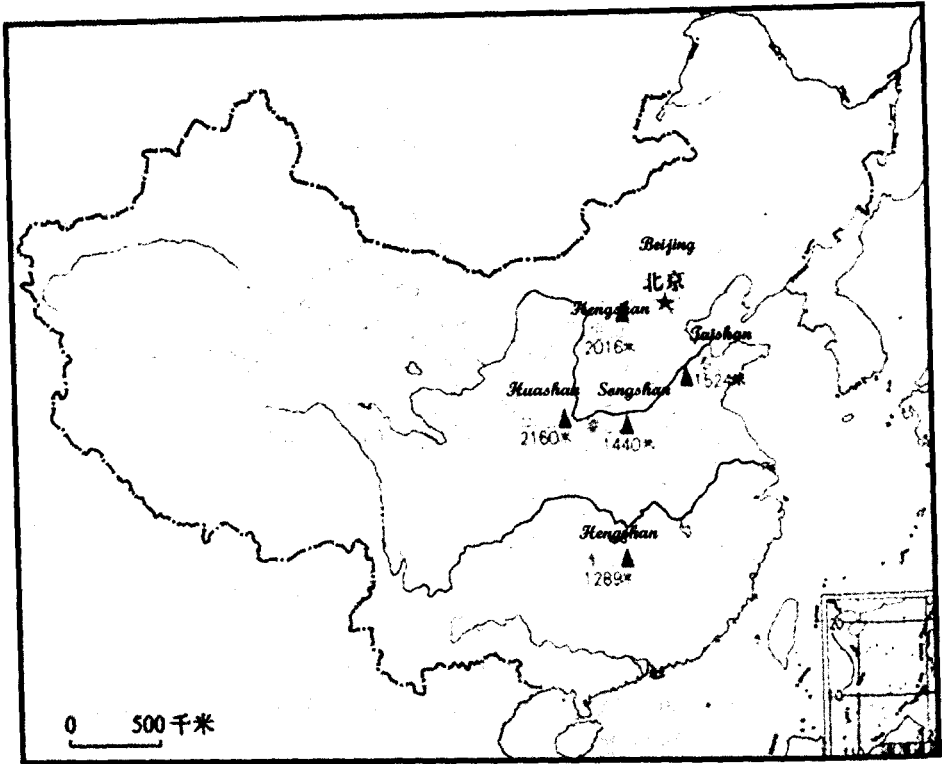 Beijing
北京
Hengshan
2016米
Taishan
1524米
Huashan
Songshan
2160米
1440米
Hengshan
1289米
20
0 500千米